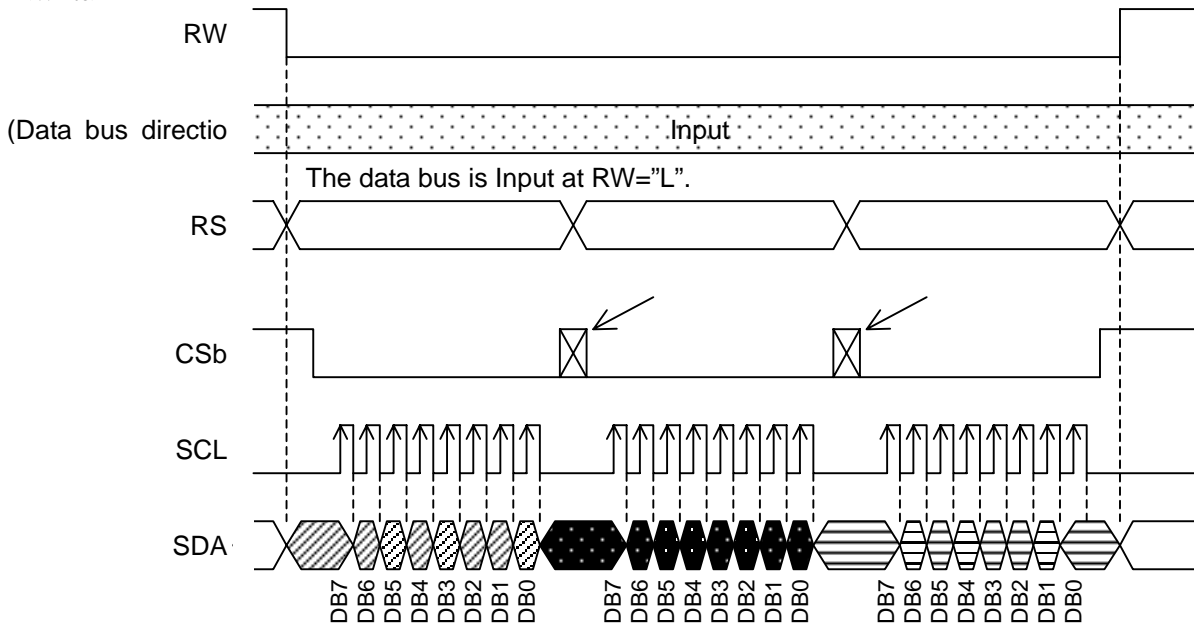 RW
(Data bus directio
Input
The data bus is Input at RW=”L”.
RS
CSb
SCL
SDA
DB7 DB6 DB5 DB4 DB3 DB2 DB1 DB0 DB7 DB6 DB5 DB4 DB3 DB2 DB1 DB0 DB7 DB6 DB5 DB4 DB3 DB2 DB1 DB0